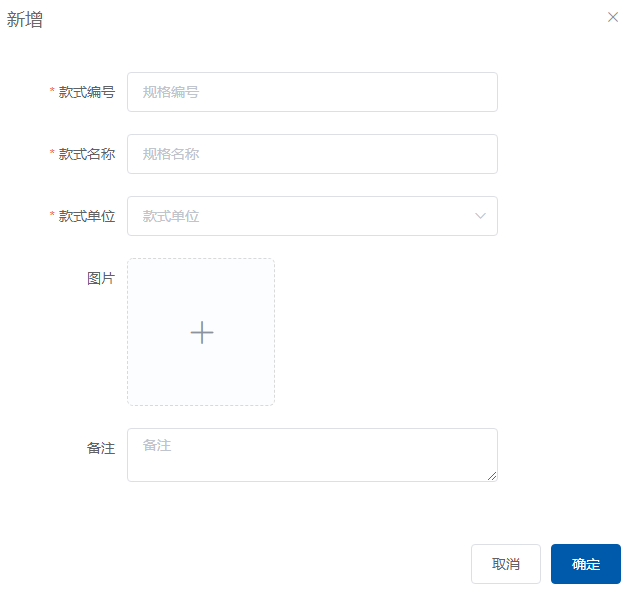 新增
* 款式编号 规格编号
* 款式名称 规格名称
* 款式单位 款式单位
图片
备注 备注
取消 确定